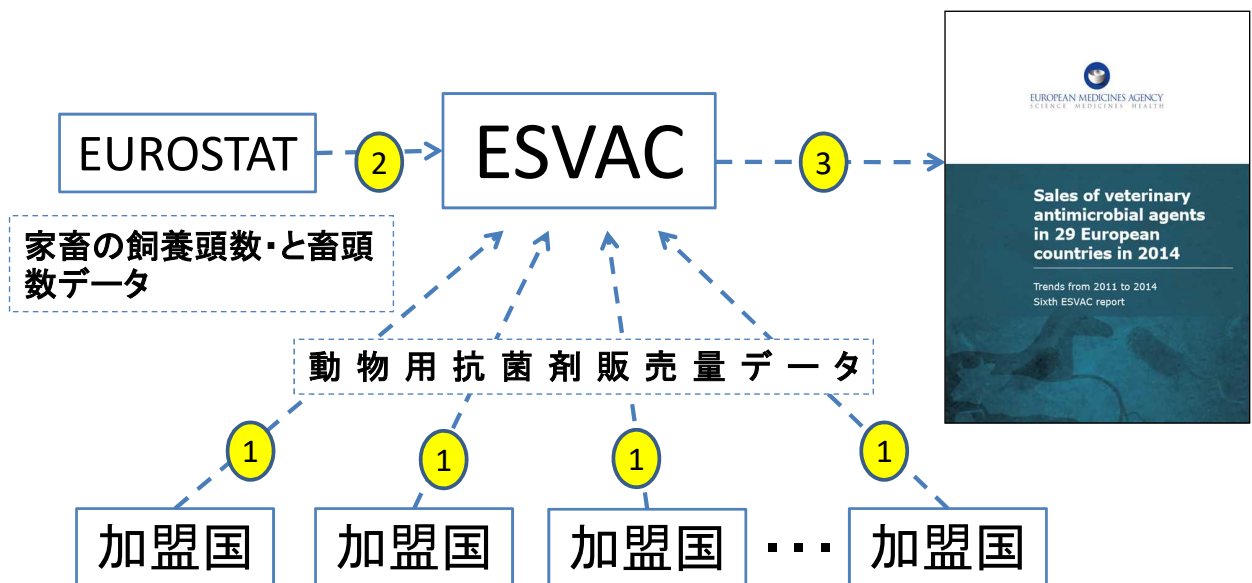 EUROSTAT
2
ESVAC
3
家畜の飼養頭数・と畜頭
数データ
動物用抗菌剤販売量データ
1
1
1
1
加盟国
加盟国
加盟国
・・・
加盟国
EUROPEAN MEDICINES AGENCY
SCIENCE MEDICINES HEALTH
Sales of veterinary
antimicrobial agents
in 29 European
countries in 2014
Trends from 2011 to 2014
Sixth ESVAC report